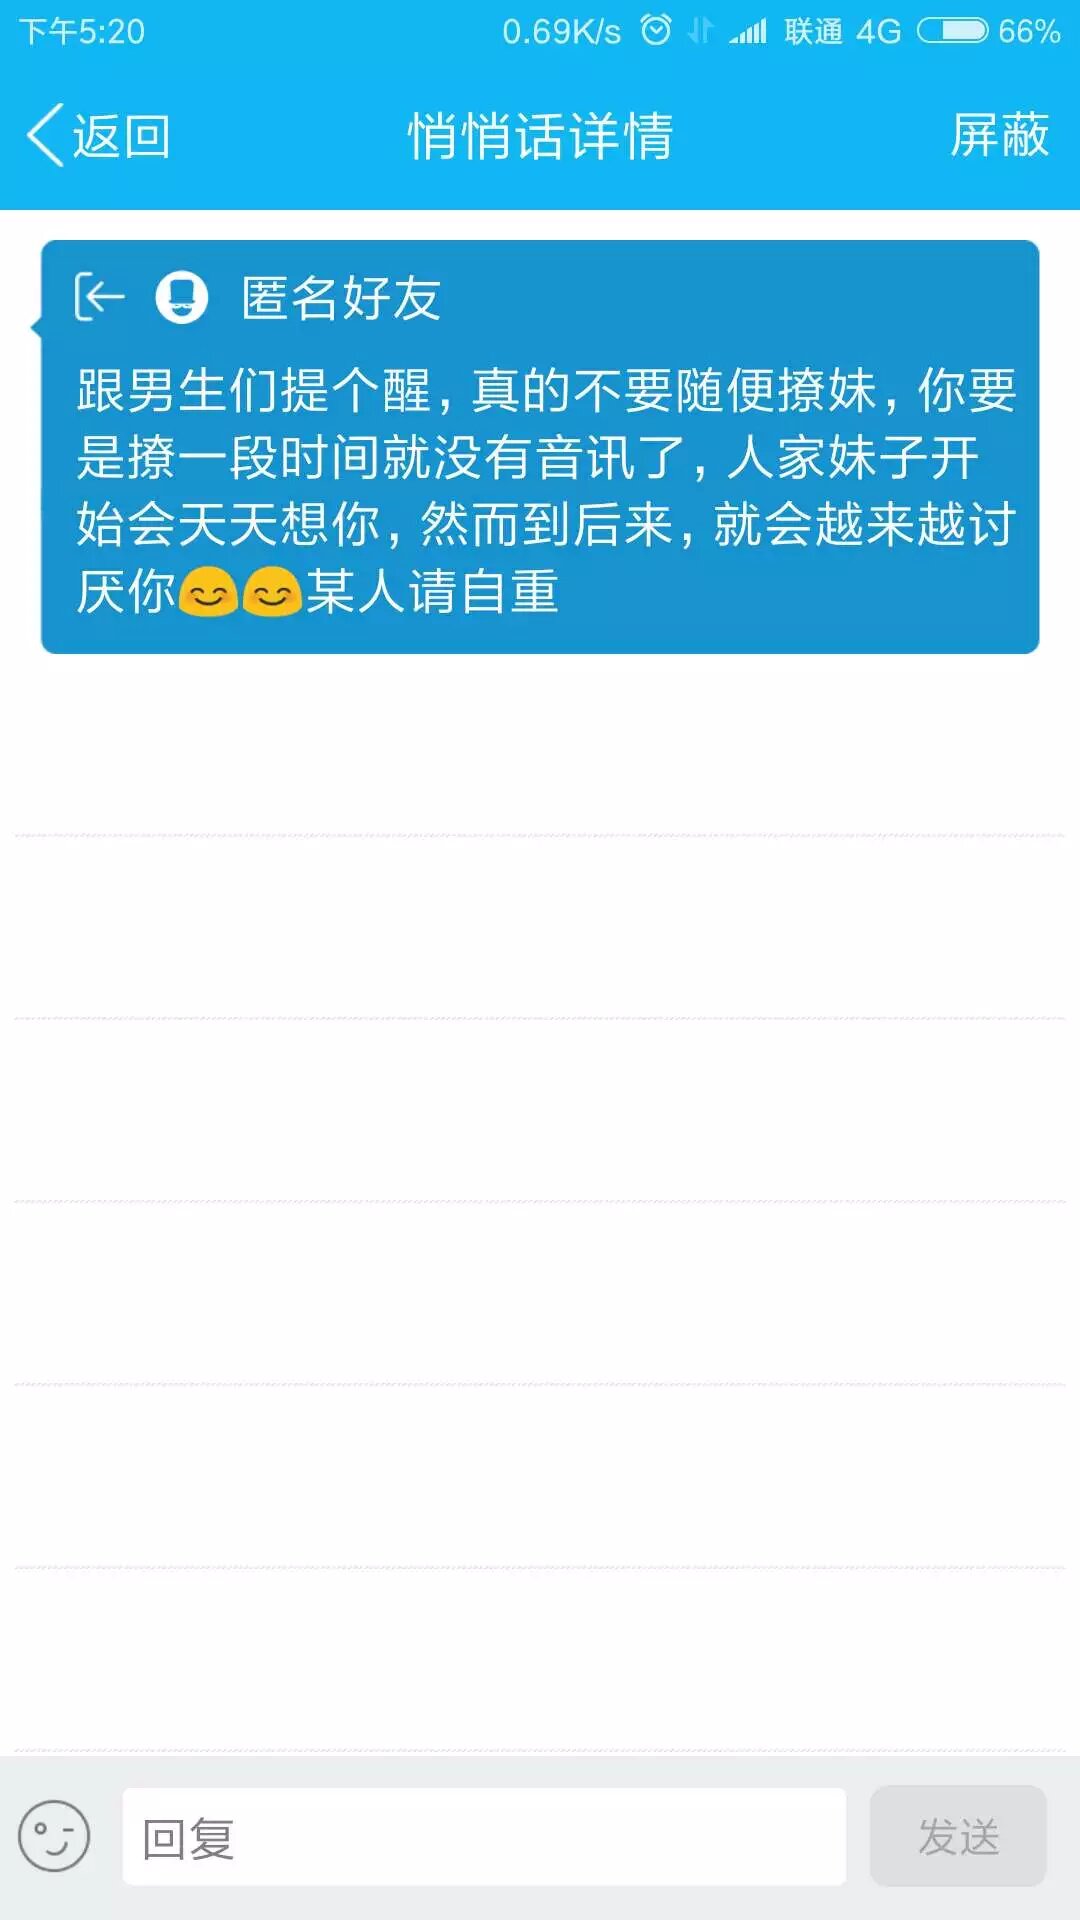 下午5:20 0.69K/s 联通 4G 66%
返回 悄悄话详情 屏蔽
匿名好友
跟男生们提个醒，真的不要随便撩妹，你要
是撩一段时间就没有音讯了，人家妹子开
始会天天想你，然而到后来，就会越来越讨
厌你😊😊某人请自重
回复 发送